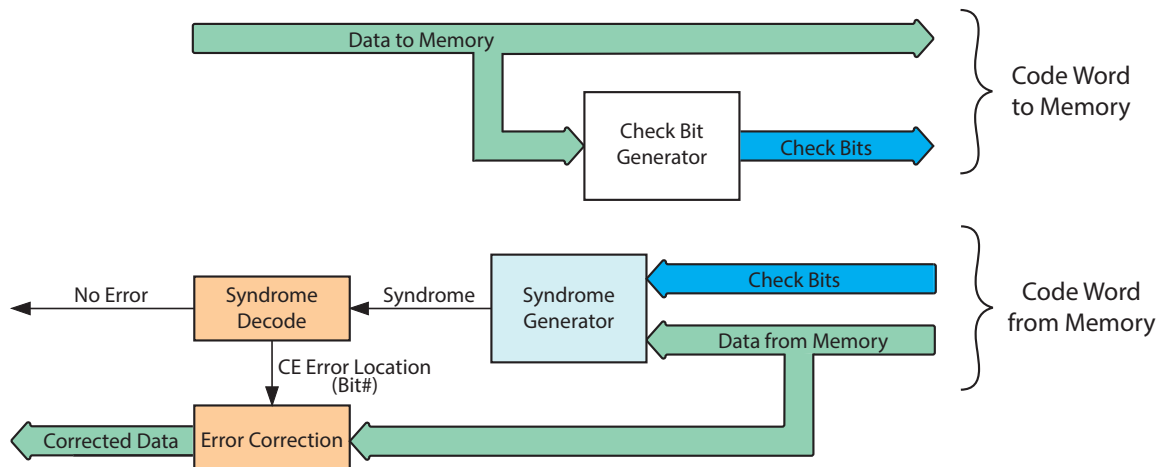 Data to Memory
Code Word
to Memory
Check Bit
Generator
Check Bits
No Error
Syndrome
Decode
Syndrome
Syndrome
Generator
Check Bits
Data from Memory
Code Word
from Memory
CE Error Location
(Bit#)
Corrected Data
Error Correction